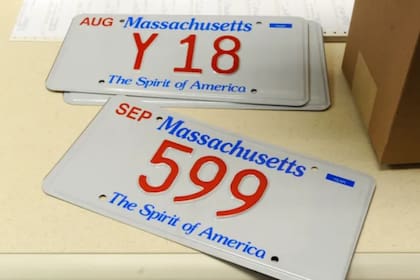 AUG Massachusetts
Y 18
The Spirit of America
SEP Massachusetts
599
The Spirit of America